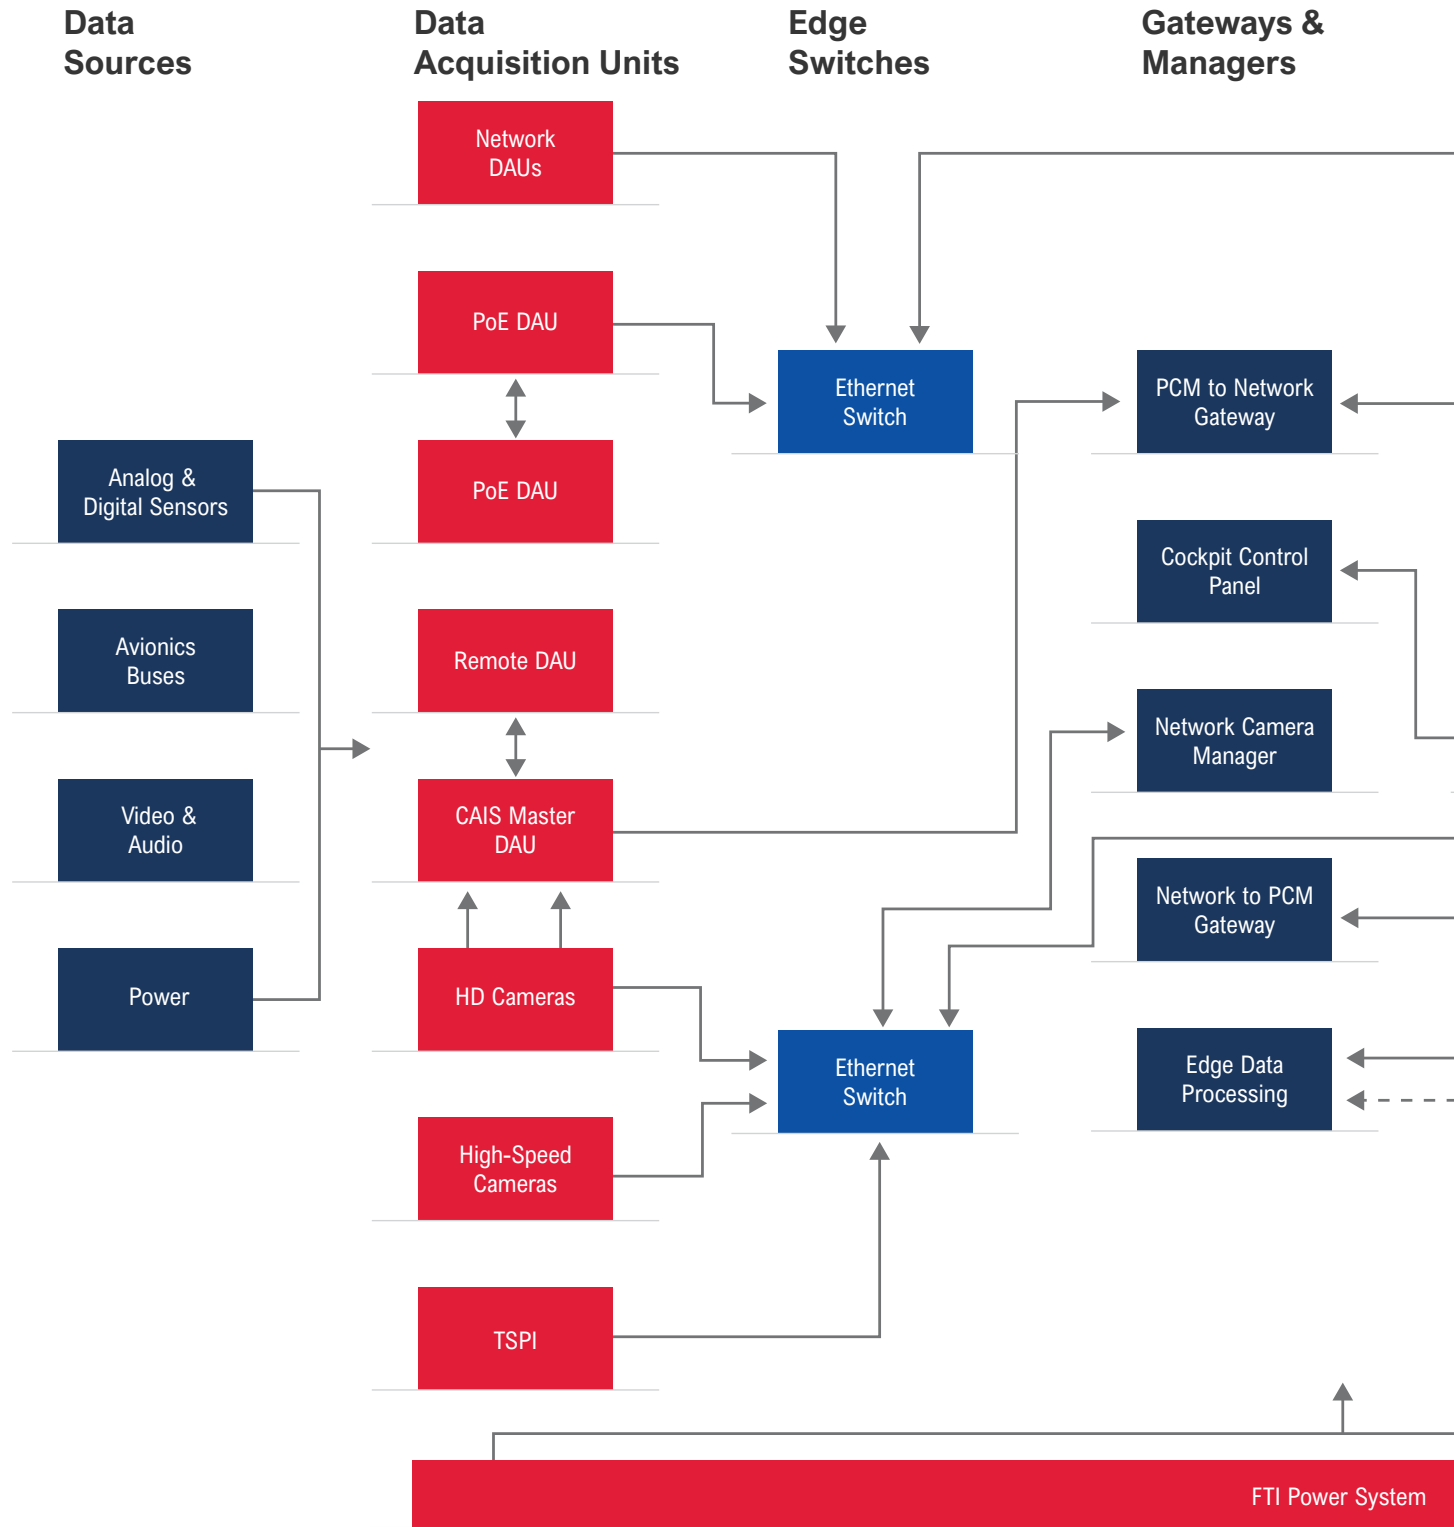 Data
Sources
Data
Acquisition Units
Edge
Switches
Gateways &
Managers
Network
DAUs
PoE DAU
Ethernet
Switch
PCM to Network
Gateway
Analog &
Digital Sensors
PoE DAU
Cockpit Control
Panel
Avionics
Buses
Remote DAU
Network Camera
Manager
Video &
Audio
CAIS Master
DAU
Network to PCM
Gateway
Power
HD Cameras
Ethernet
Switch
Edge Data
Processing
High-Speed
Cameras
TSPI
FTI Power System